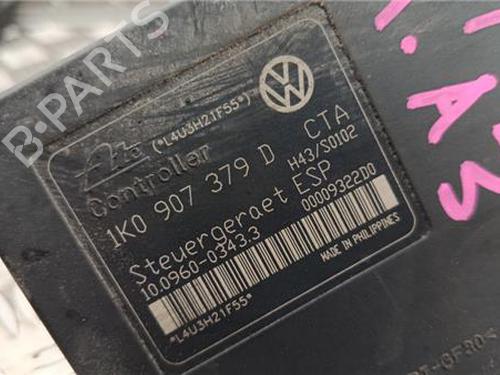 (*L4U3H21F55*)
Ate
Controller
1K0 907 379 D CTA
Steuergeraet ESP H43/S0102
10.0960-0343.3 00009322D0
MADE IN PHILIPPINES
*L4U3H21F55*
B-PARTS